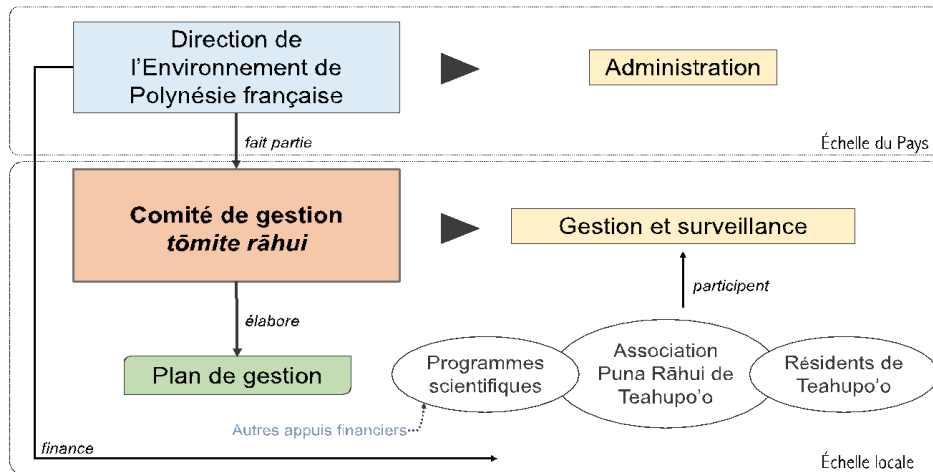 Direction de
l'Environnement de
Polynésie française
Administration
fait partie
Échelle du Pays
Comité de gestion
tōmite rāhui
Gestion et surveillance
participent
élabore
Plan de gestion
Programmes
scientifiques
Association
Puna Rāhui de
Teahupo'o
Résidents de
Teahupo'o
Autres appuis financiers
finance
Échelle locale